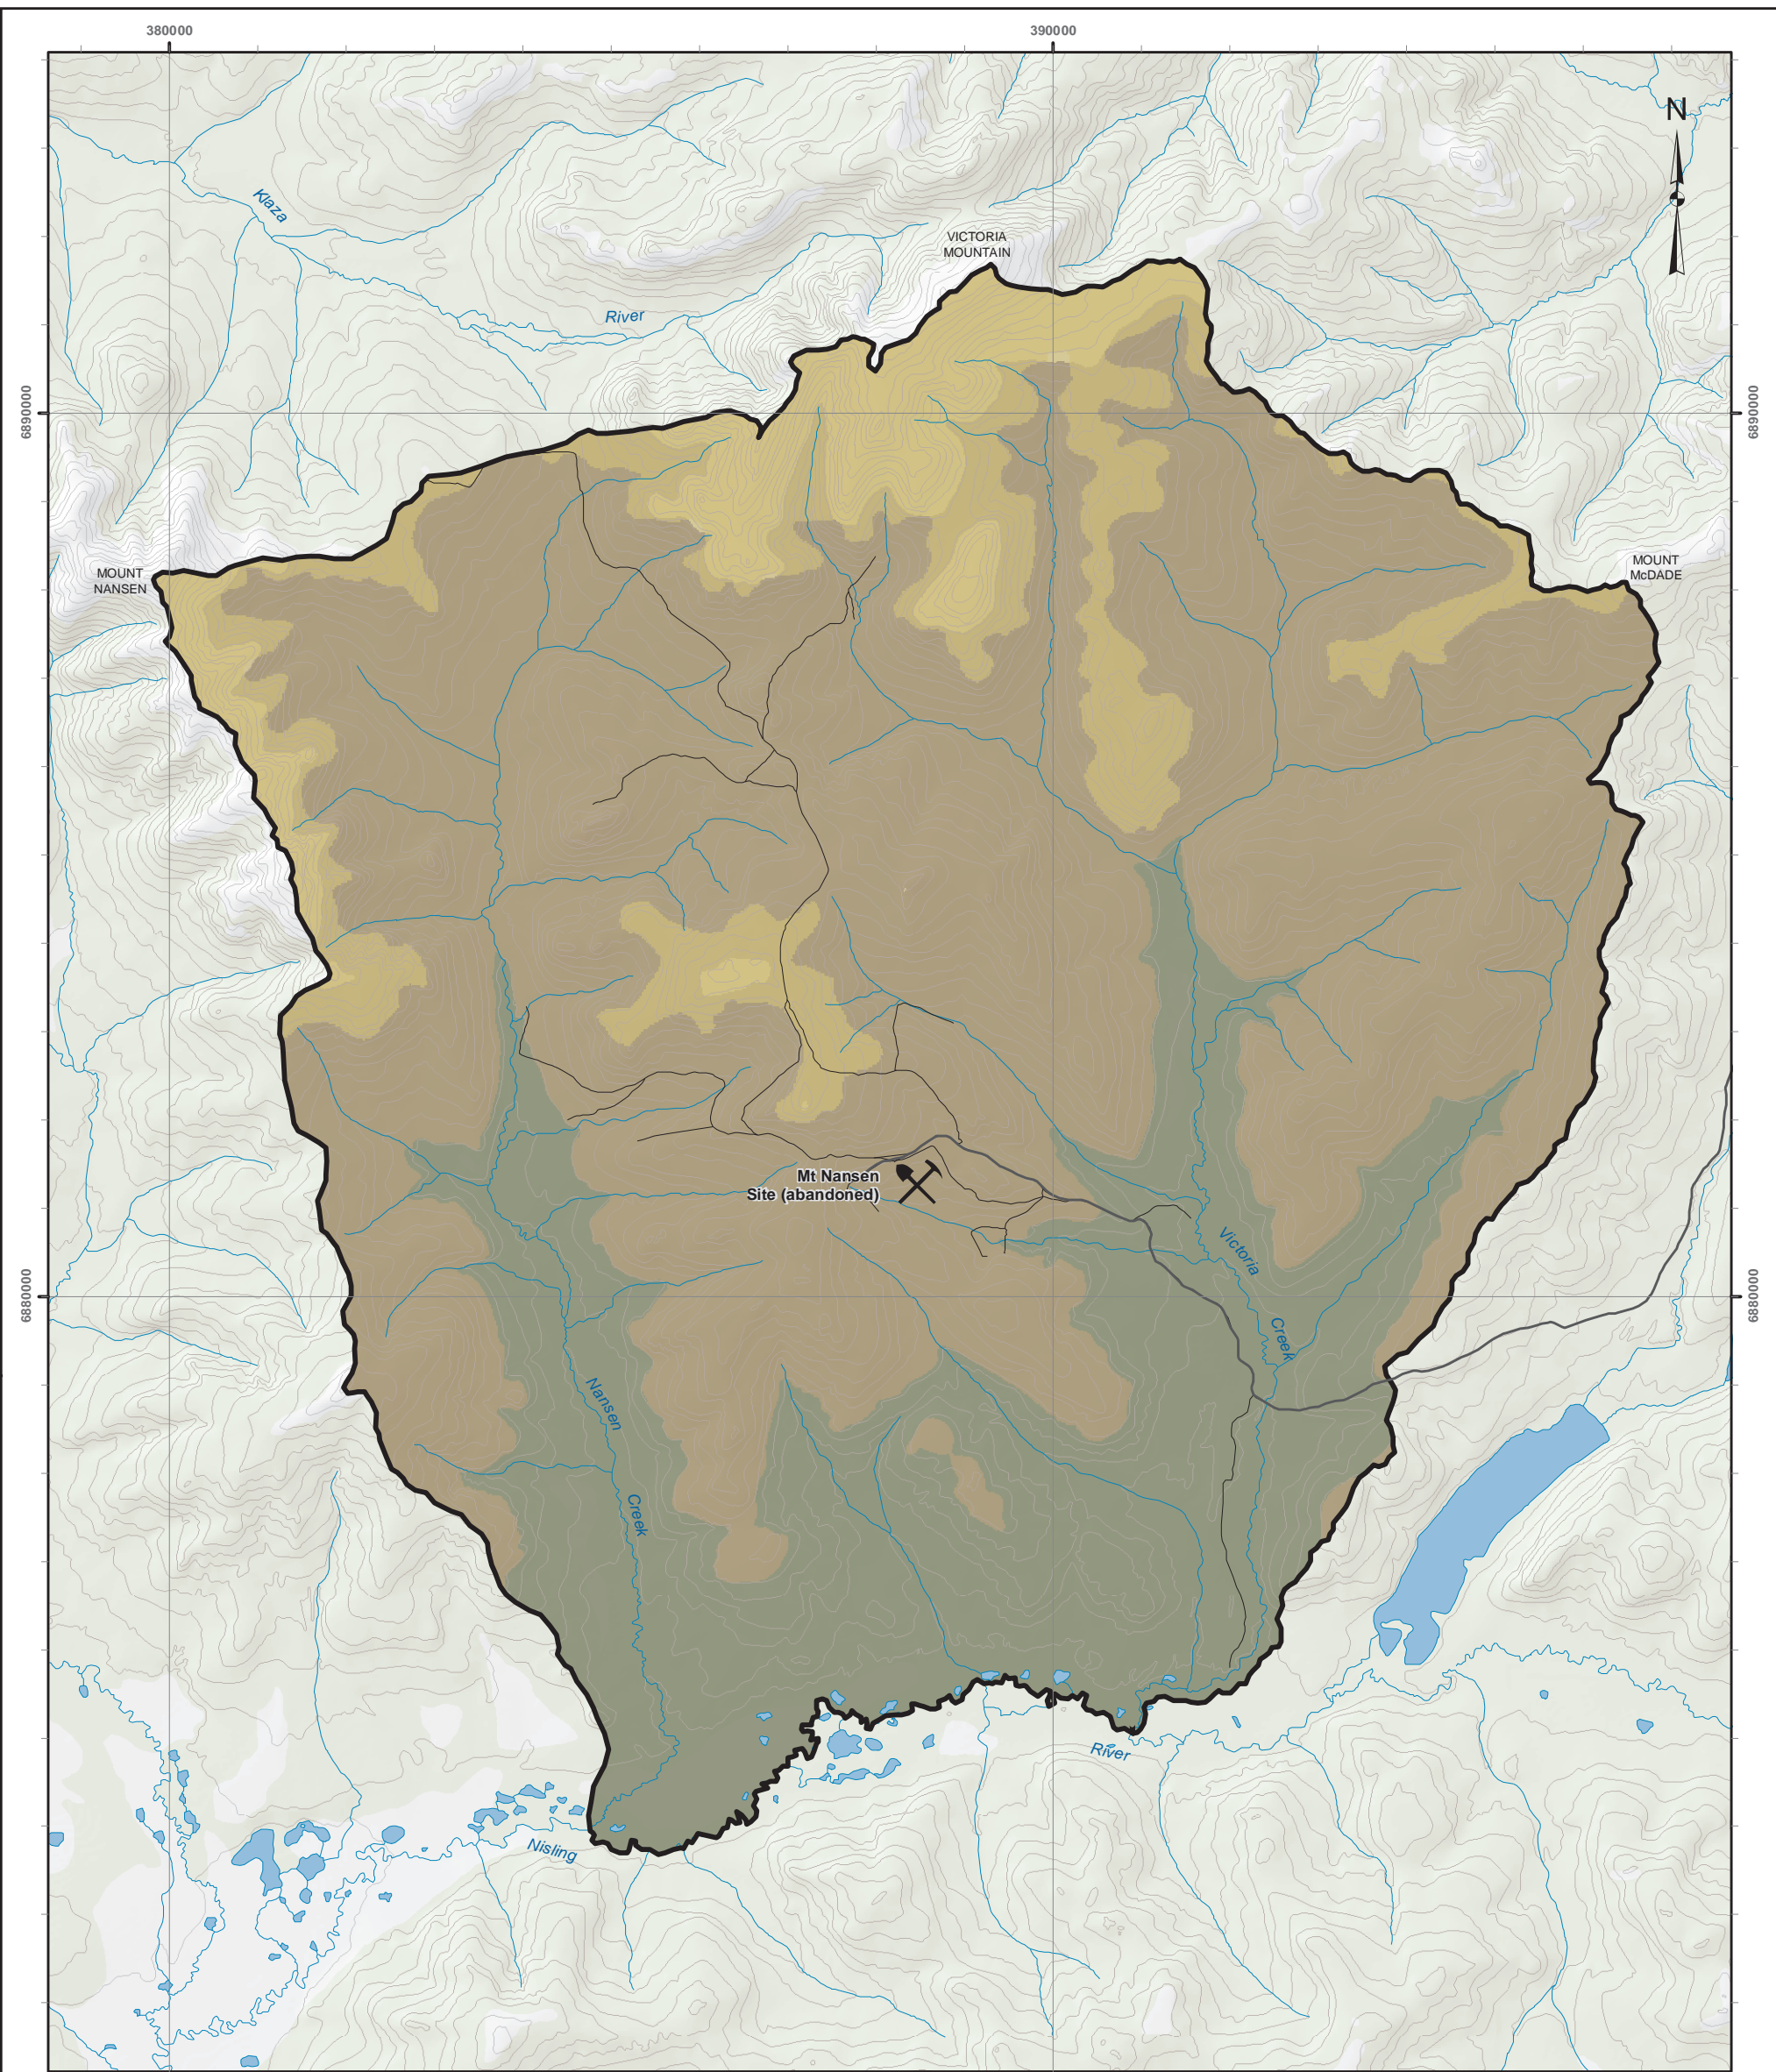 380000
390000
N
Klaza
VICTORIA
MOUNTAIN
River
6890000
6890000
MOUNT
NANSEN
MOUNT
McDADE
Mt Nansen
Site (abandoned)
Victoria
6880000
6880000
Creek
Nansen
Creek
River
Nisling